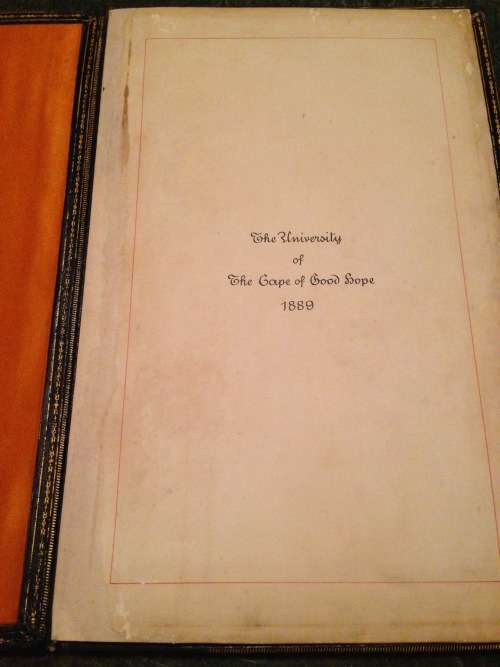 The University
of
The Cape of Good Hope
1889